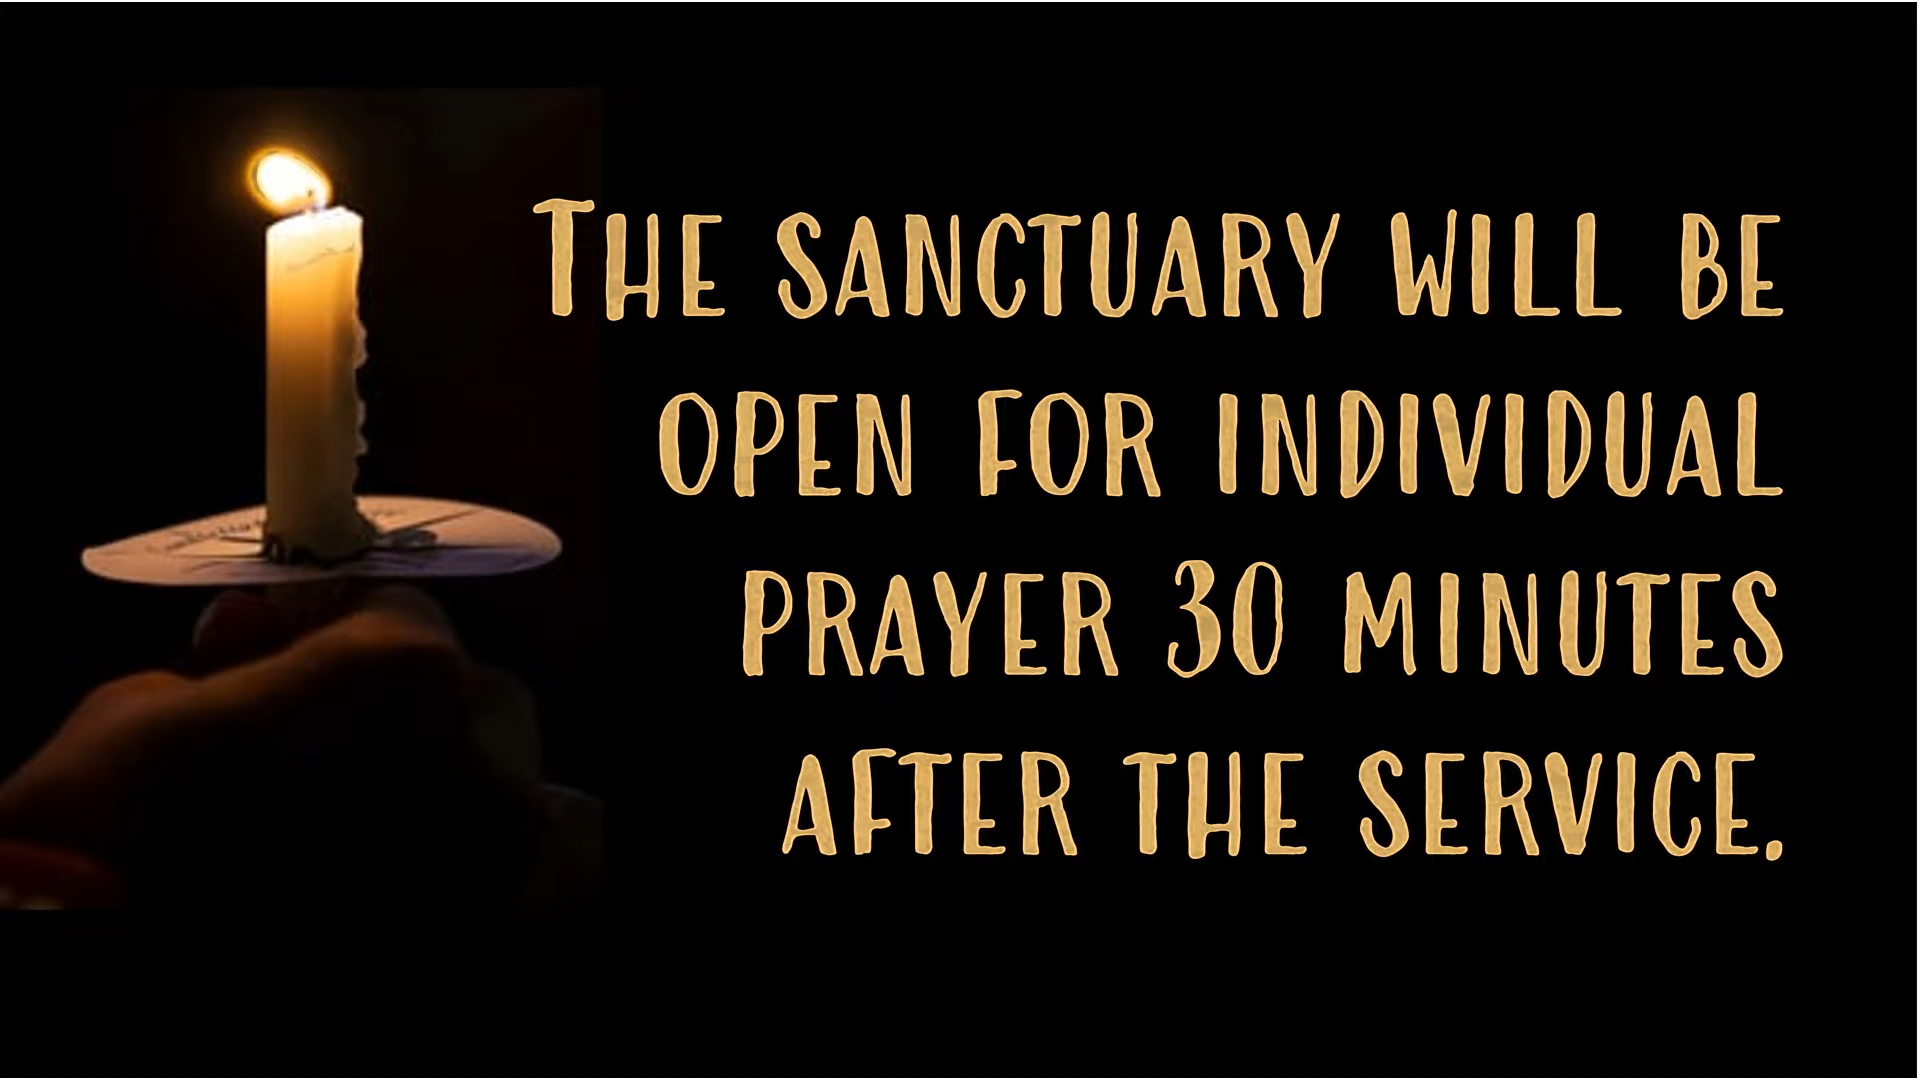 The sanctuary will be
open for individual
prayer 30 minutes
after the service.